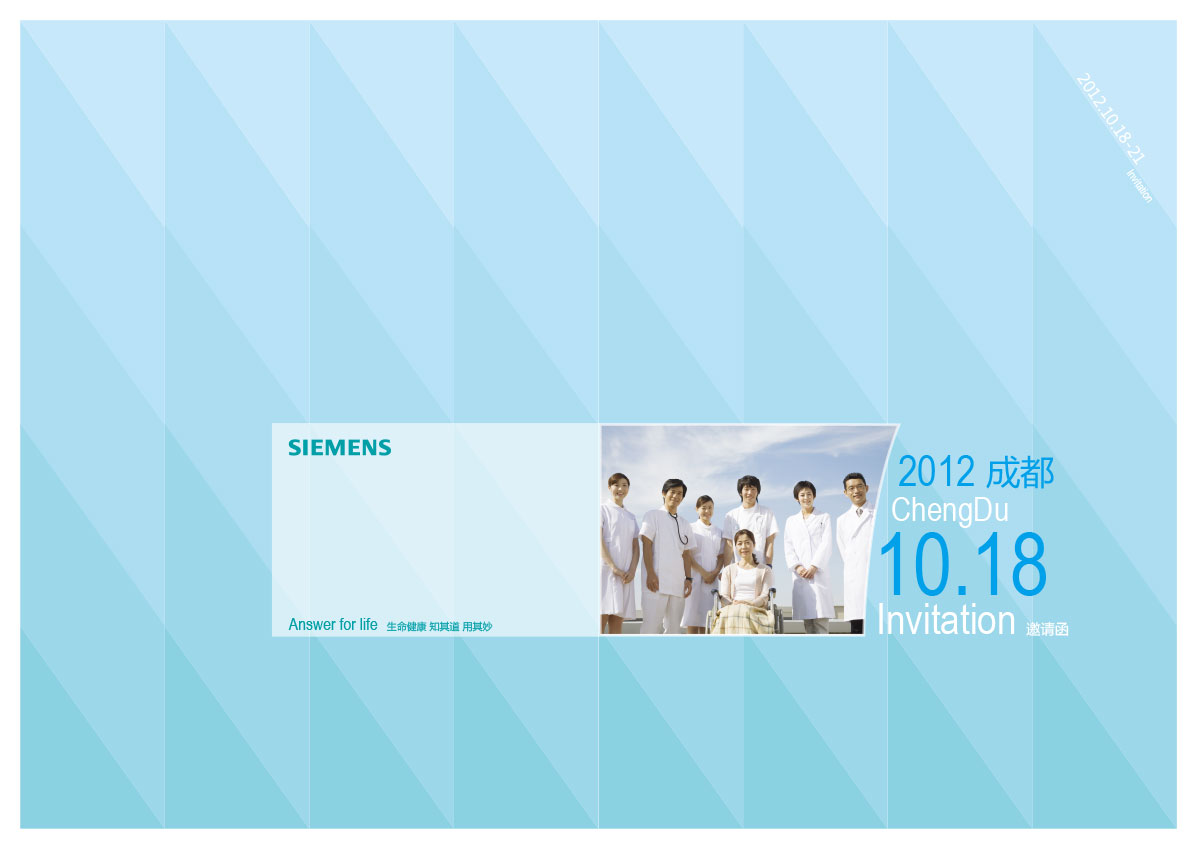 2012.10.18-21
invitation
SIEMENS
Answer for life 生命健康 知其道 用其妙
2012 成都
ChengDu
10.18
Invitation 邀请函